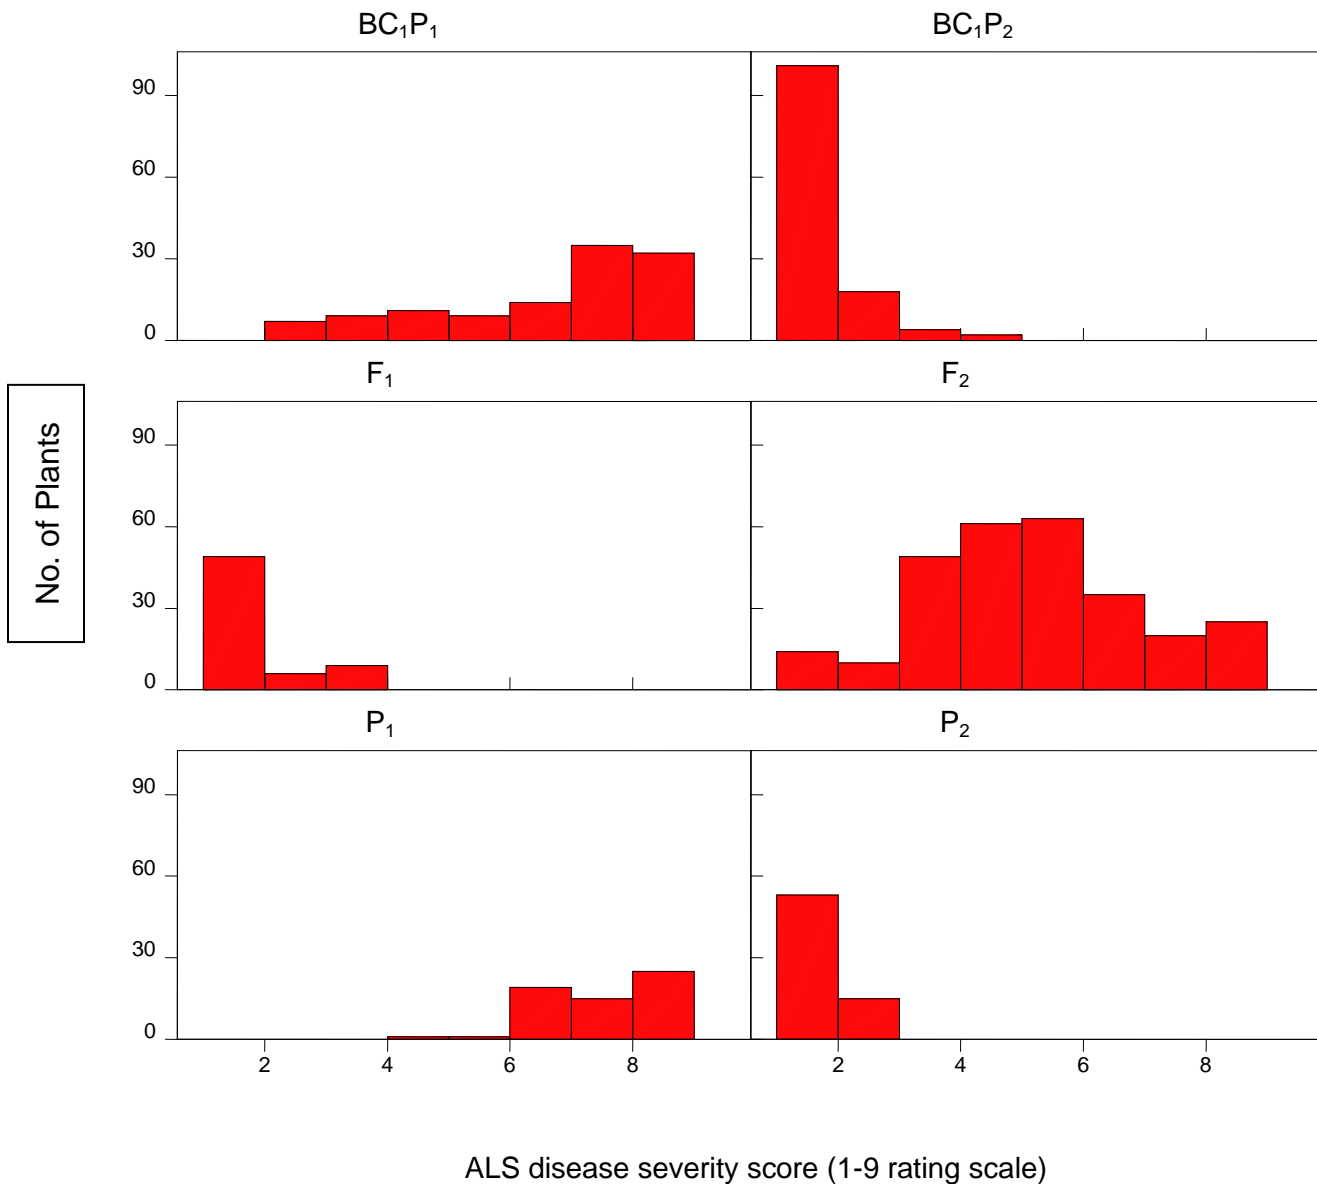 BC₁P₁ BC₁P₂
90
60
30
0
F₁ F₂
No. of Plants
90
60
30
0
P₁ P₂
90
60
30
0
2 4 6 8 2 4 6 8
ALS disease severity score (1-9 rating scale)